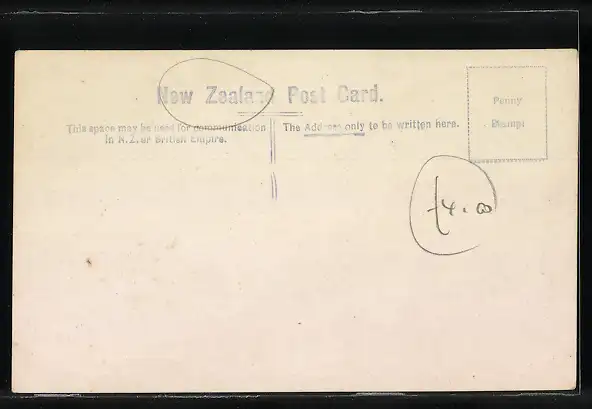 New Zealand Post Card.
This space may be used for communication
in N.Z. or British Empire.
The Address only to be written here.
Penny
Stamp:
£4.00